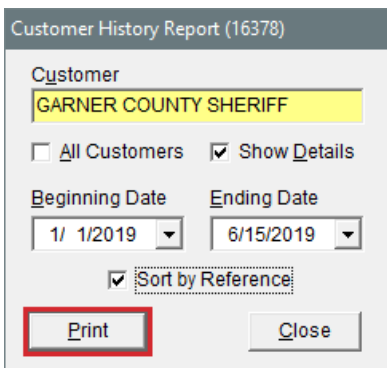 Customer History Report (16378)
Customer
GARNER COUNTY SHERIFF
All Customers Show Details
Beginning Date Ending Date
1/ 1/2019 6/15/2019
Sort by Reference
Print Close